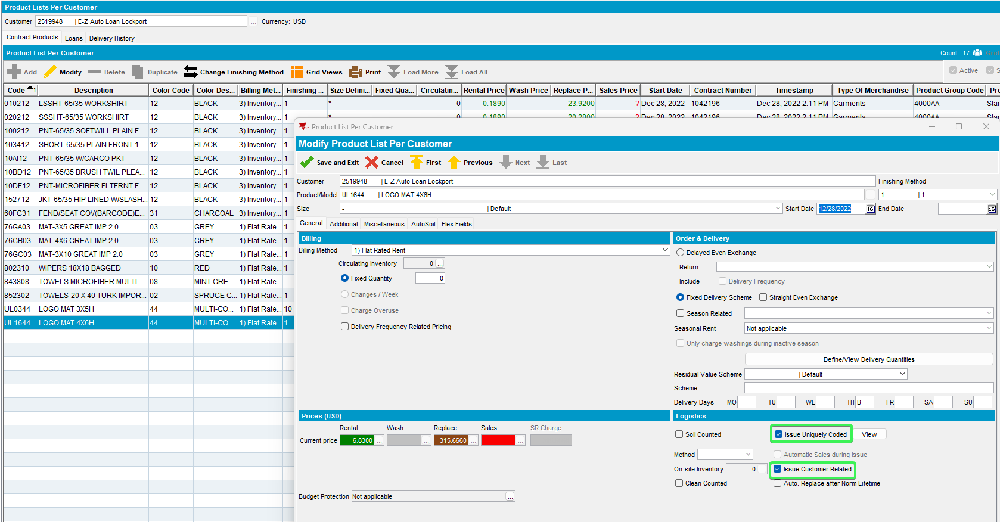 Product Lists Per Customer
Customer 2519948 | E-Z Auto Loan Lockport ... Currency: USD
Contract Products Loans Delivery History
Product List Per Customer Count : 17 Grid
Add Modify Delete Duplicate Change Finishing Method Grid Views Print Load More Load All Active S
Code 1 Description Color Code Color Des... Billing Met... Finishing ... Size Defini... Fixed Qua... Circulatin... Rental Price Wash Price Replace P... Sales Price Start Date Contract Number Timestamp Type Of Merchandise Product Group Code Pro
010212 LSSHT-65/35 WORKSHIRT 12 BLACK 3) Inventory... 1 * 0 0.1890 23.9200 ? Dec 28, 2022 1042196 Dec 28, 2022 2:11 PM Garments 4000AA Star
020212 SSSHT-65/35 WORKSHIRT 12 BLACK 3) Inventory... 1 * 0 0.1890 20.2800 ? Dec 28, 2022 1042196 Dec 28, 2022 2:11 PM Garments 4000AA Star
100212 PNT-65/35 SOFTWILL PLAIN F... 12 BLACK 3) Inventory... 1
103412 SHORT-65/35 PLAIN FRONT 1... 12 BLACK 3) Inventory... 1
10AI12 PNT-65/35 W/CARGO PKT 12 BLACK 3) Inventory... 1
10BD12 PNT-65/35 BRUSH TWIL PLEA... 12 BLACK 3) Inventory... 1
10DF12 PNT-MICROFIBER FLTFRNT F... 12 BLACK 3) Inventory... 1
152712 JKT-65/35 HIP LINED W/SLASH... 12 BLACK 3) Inventory... 1
60FC31 FEND/SEAT COV(BARCODE)E... 31 CHARCOAL 3) Inventory... 1
76GA03 MAT-3X5 GREAT IMP 2.0 03 GREY 1) Flat Rate... 1
76GB03 MAT-4X6 GREAT IMP 2.0 03 GREY 1) Flat Rate... 1
76GC03 MAT-3X10 GREAT IMP 2.0 03 GREY 1) Flat Rate... 1
802310 WIPERS 18X18 BAGGED 10 RED 1) Flat Rate... 1
843808 TOWELS MICROFIBER MULTI ... 08 MINT GRE... 1) Flat Rate... -
852302 TOWELS-20 X 40 TURK IMPOR... 02 SPRUCE G... 1) Flat Rate... 1
UL0344 LOGO MAT 3X5H 44 MULTI-CO... 1) Flat Rate... 10
UL1644 LOGO MAT 4X6H 44 MULTI-CO... 1) Flat Rate... 1
Product List Per Customer
Modify Product List Per Customer
Save and Exit Cancel First Previous Next Last
Customer 2519948 | E-Z Auto Loan Lockport Finishing Method
Product/Model UL1644 | LOGO MAT 4X6H ... 1 | 1
Size - | Default Start Date 12/28/2022 16 End Date 16
General Additional Miscellaneous AutoSoil Flex Fields
Billing
Billing Method 1) Flat Rated Rent
Circulating Inventory 0 ...
Fixed Quantity 0
Changes / Week
Charge Overuse
Delivery Frequency Related Pricing
Order & Delivery
Delayed Even Exchange
Return
Include Delivery Frequency
Fixed Delivery Scheme Straight Even Exchange
Season Related
Seasonal Rent Not applicable
Only charge washings during inactive season
Define/View Delivery Quantities
Residual Value Scheme - | Default
Scheme
Delivery Days MO TU WE TH B FR SA SU
Prices (USD)
Rental Wash Replace Sales SR Charge
Current price 6.8300 ... ... 315.6660 ... ...
Budget Protection Not applicable ...
Logistics
Soil Counted Issue Uniquely Coded View
Method Automatic Sales during Issue
On-site Inventory 0 ... Issue Customer Related
Clean Counted Auto. Replace after Norm Lifetime